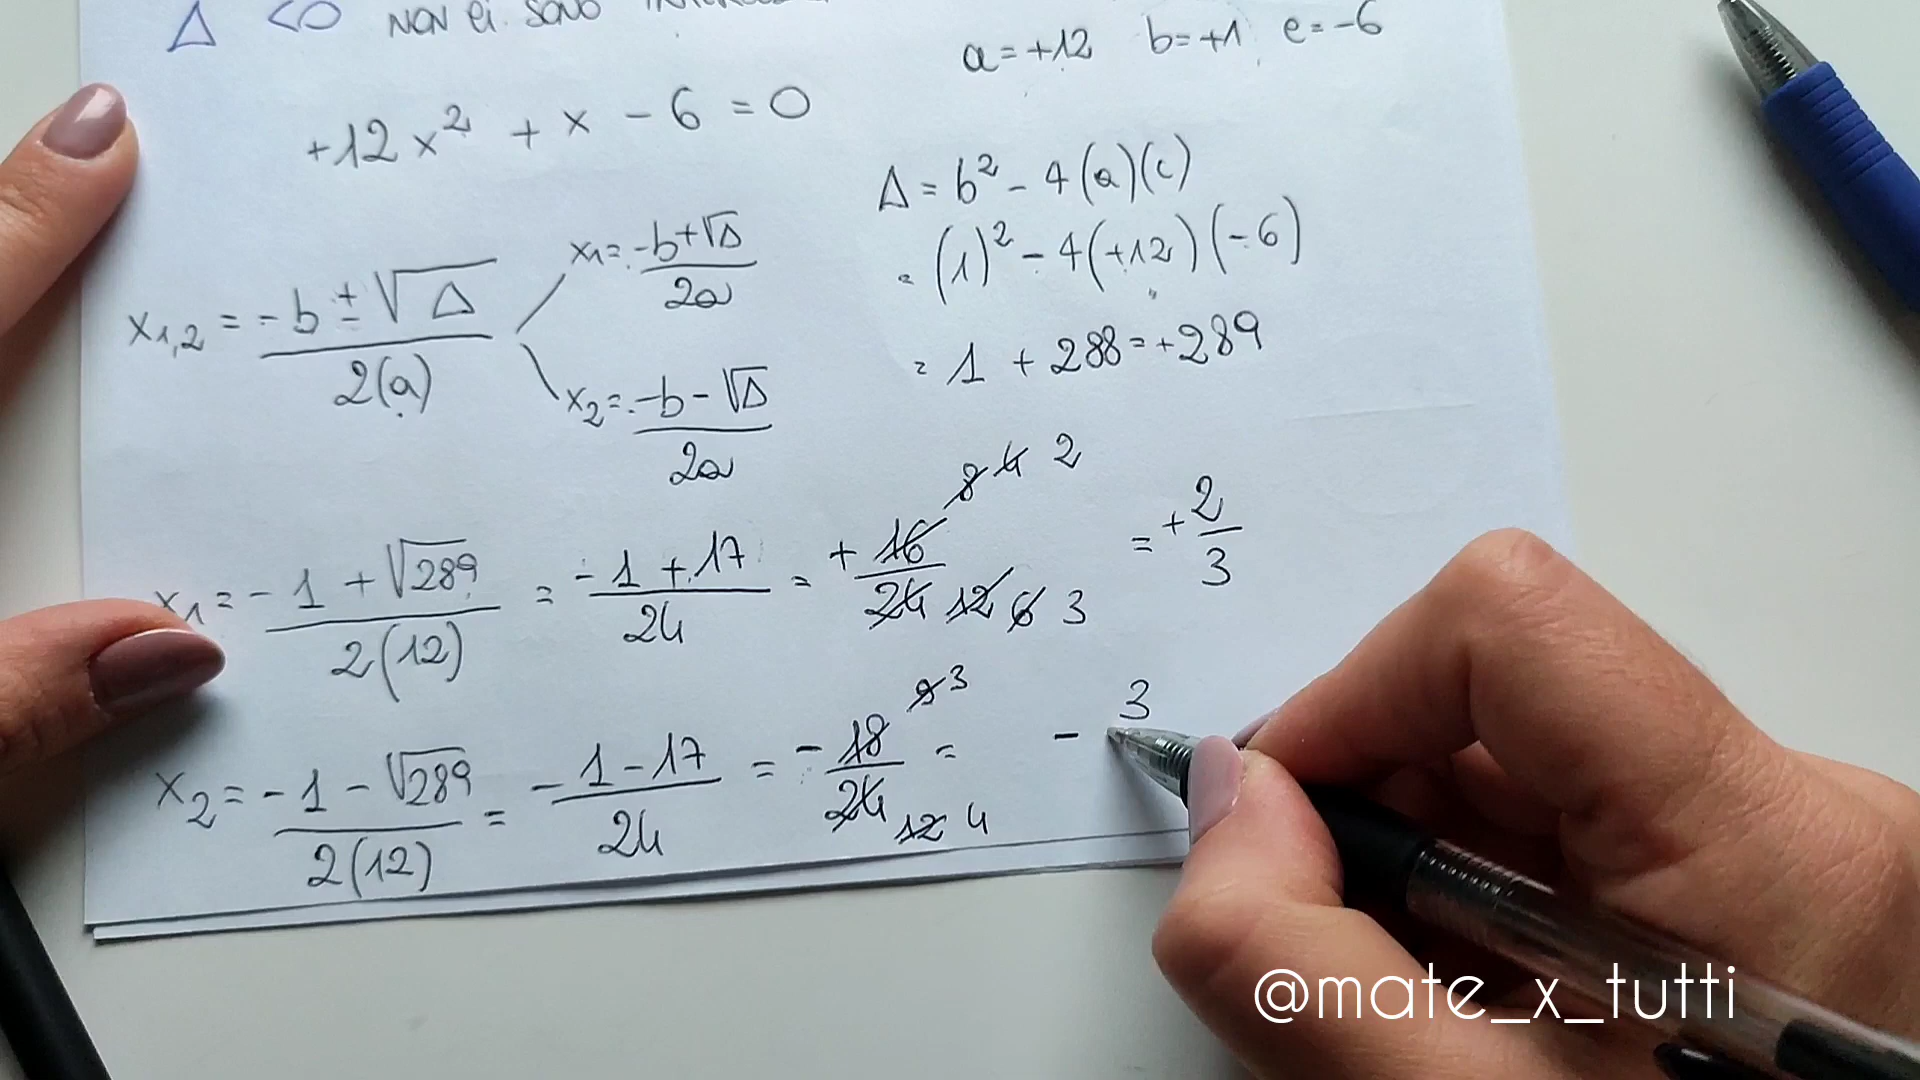 Δ <0 NON ci SONO
a=+12 b=+1 c=-6
+12x² + x - 6 = 0
Δ = b² - 4(a)(c)
= (1)² - 4(+12)(-6)
= 1 + 288 = +289
x1,2 = -b ± √Δ / 2(a)
x1 = -b+√Δ / 2a
x2 = -b-√Δ / 2a
x1 = -1 + √289 / 2(12) = -1 + 17 / 24 = + 16 8 4 2 / 24 12 6 3 = + 2/3
x2 = -1 - √289 / 2(12) = -1 - 17 / 24 = - 18 9 3 / 24 12 4 = - 3
@mate_x_tutti